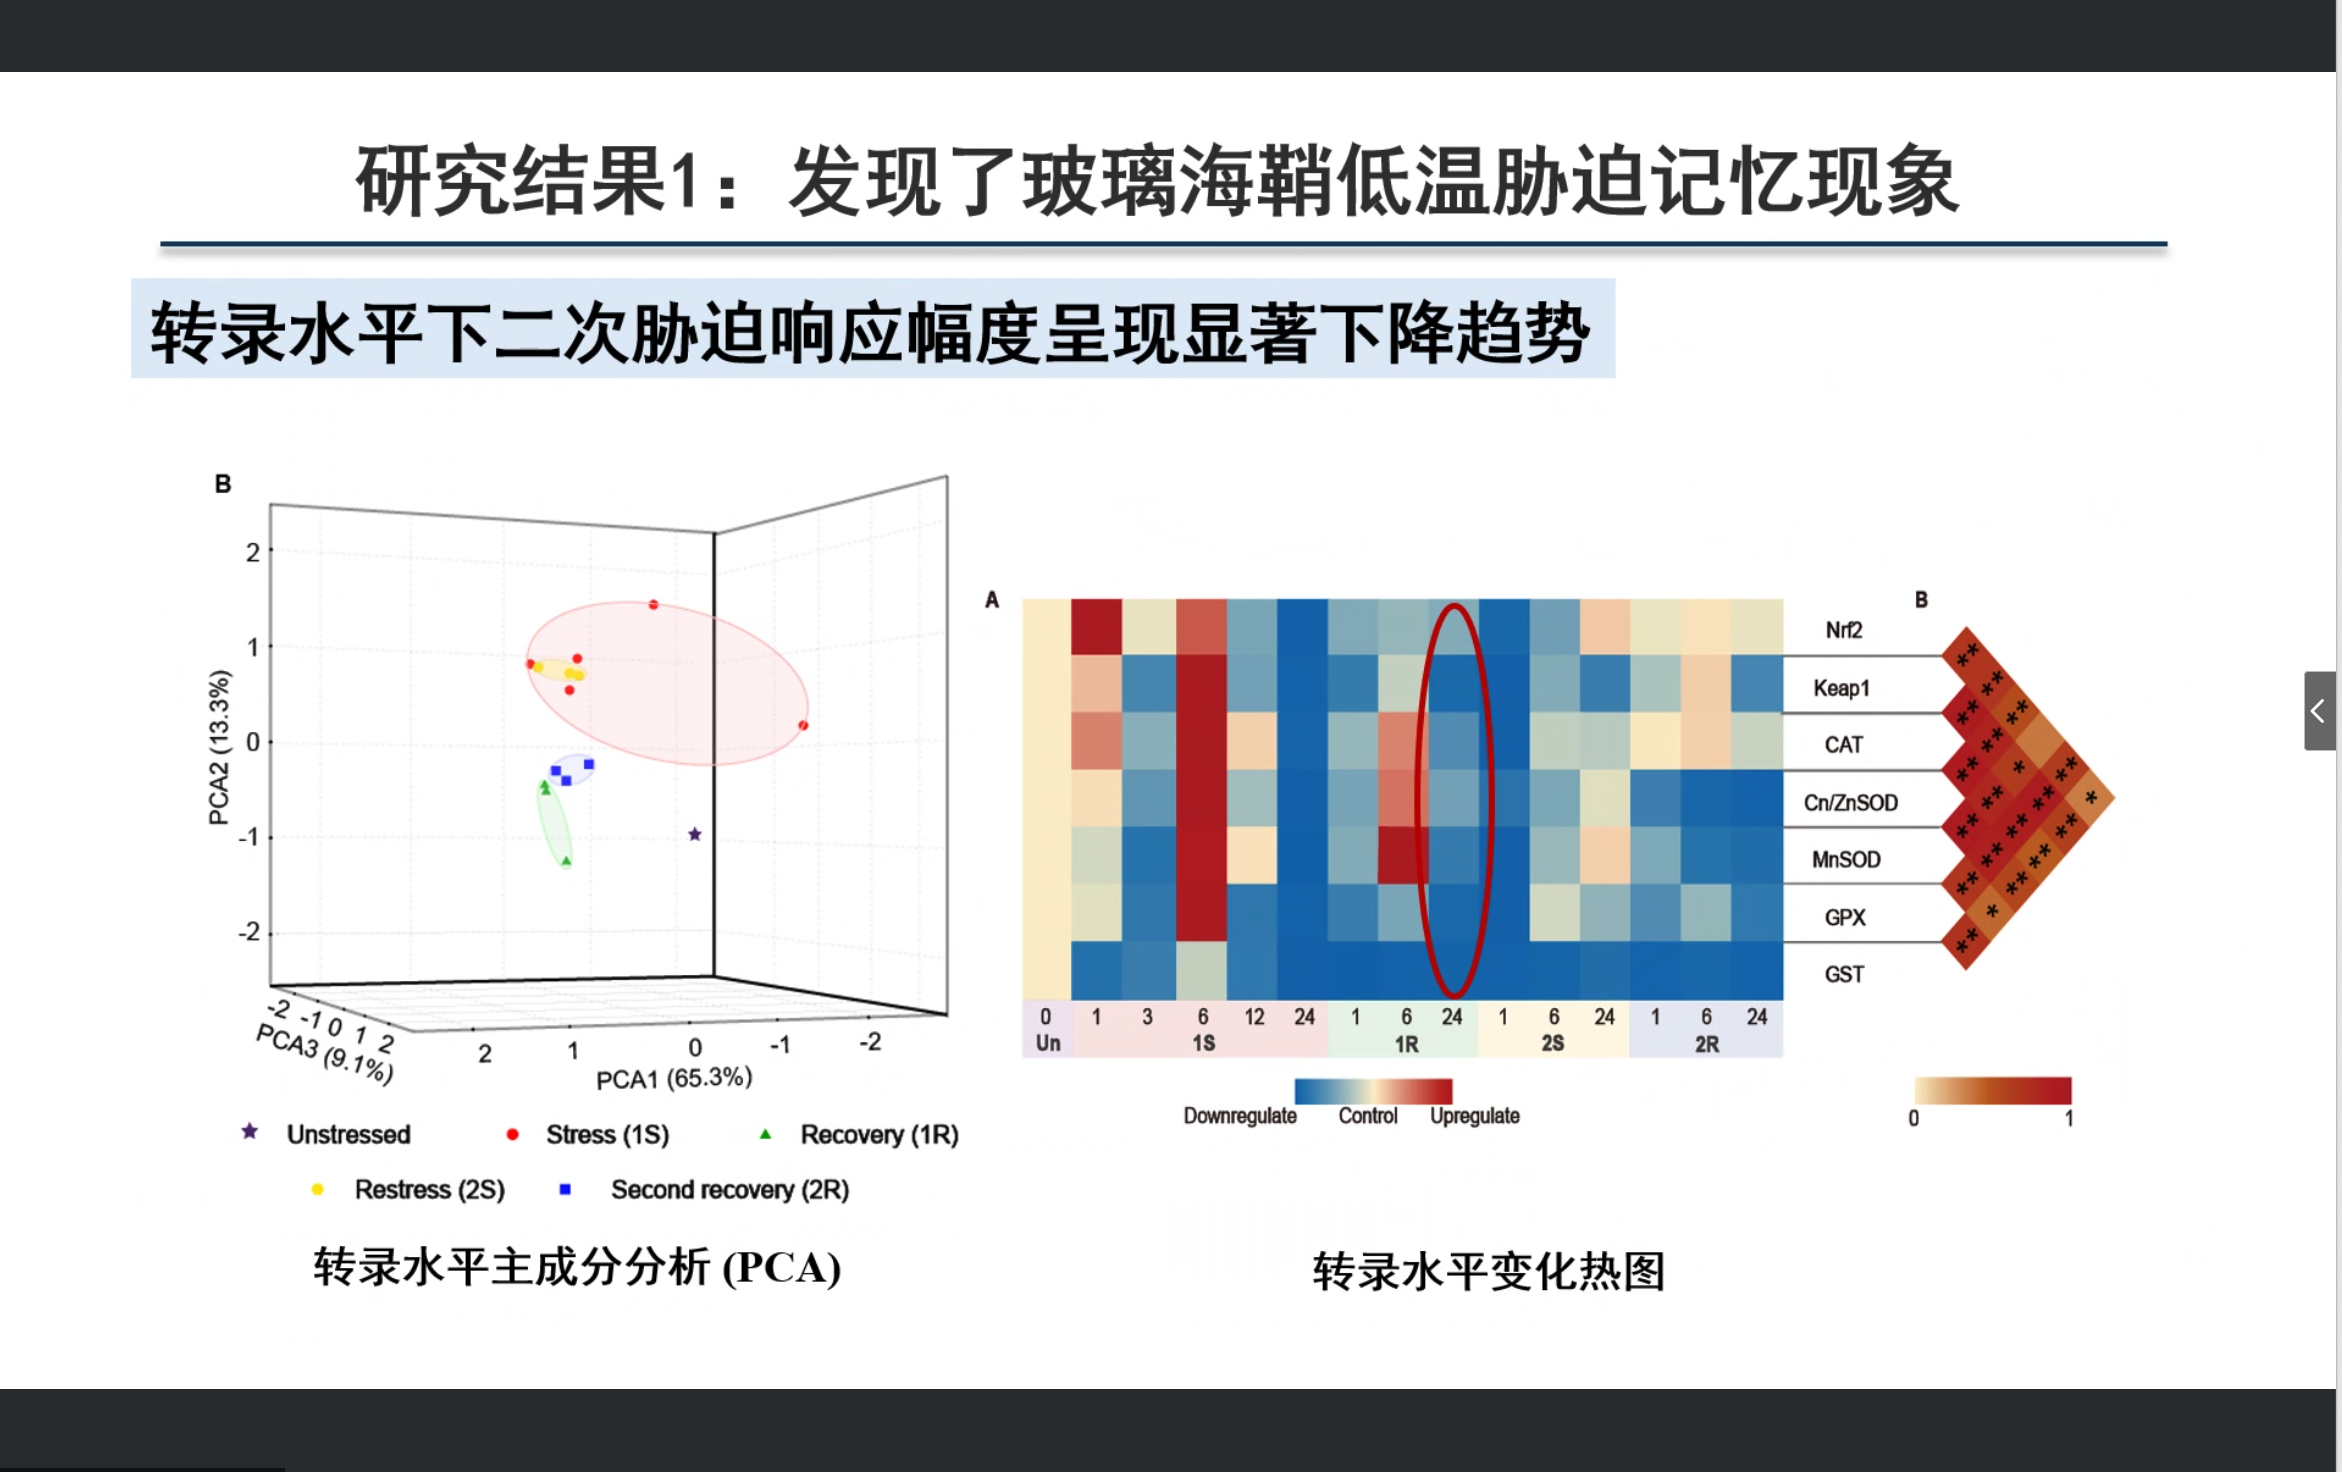 研究结果1：发现了玻璃海鞘低温胁迫记忆现象
转录水平下二次胁迫响应幅度呈现显著下降趋势
B
2
1
0
-1
-2
PCA2 (13.3%)
-2 -1 0 1 2
PCA3 (9.1%)
2 1 0 -1 -2
PCA1 (65.3%)
Unstressed Stress (1S) Recovery (1R)
Restress (2S) Second recovery (2R)
转录水平主成分分析 (PCA)
A
B
Nrf2
Keap1
CAT
Cn/ZnSOD
MnSOD
GPX
GST
** ** ** ** *
** ** * **
** ** ** **
** ** **
** *
**
0 1 3 6 12 24 1 6 24 1 6 24 1 6 24
Un 1S 1R 2S 2R
Downregulate Control Upregulate
0 1
转录水平变化热图